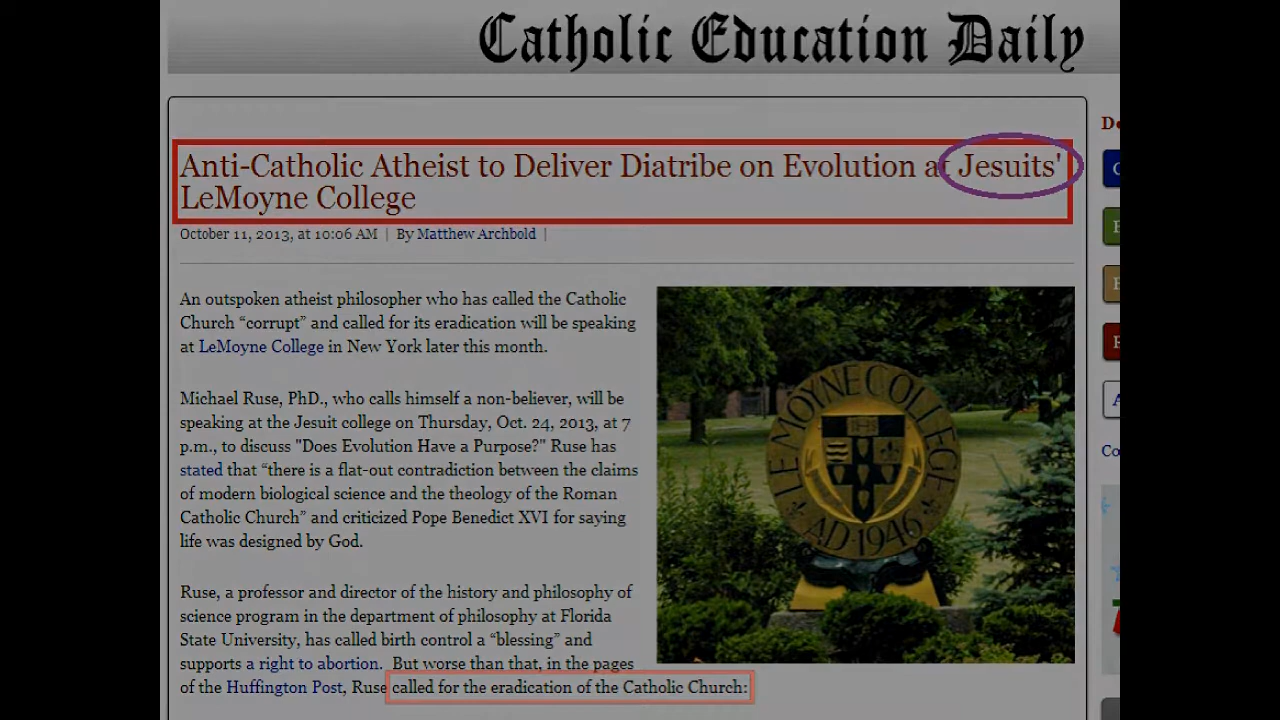 Catholic Education Daily
Anti-Catholic Atheist to Deliver Diatribe on Evolution at Jesuits'
LeMoyne College
October 11, 2013, at 10:06 AM | By Matthew Archbold |
An outspoken atheist philosopher who has called the Catholic
Church “corrupt” and called for its eradication will be speaking
at LeMoyne College in New York later this month.
Michael Ruse, PhD., who calls himself a non-believer, will be
speaking at the Jesuit college on Thursday, Oct. 24, 2013, at 7
p.m., to discuss "Does Evolution Have a Purpose?" Ruse has
stated that “there is a flat-out contradiction between the claims
of modern biological science and the theology of the Roman
Catholic Church” and criticized Pope Benedict XVI for saying
life was designed by God.
Ruse, a professor and director of the history and philosophy of
science program in the department of philosophy at Florida
State University, has called birth control a “blessing” and
supports a right to abortion. But worse than that, in the pages
of the Huffington Post, Ruse called for the eradication of the Catholic Church:
LEMOYNE COLLEGE
IHS
AD·1946